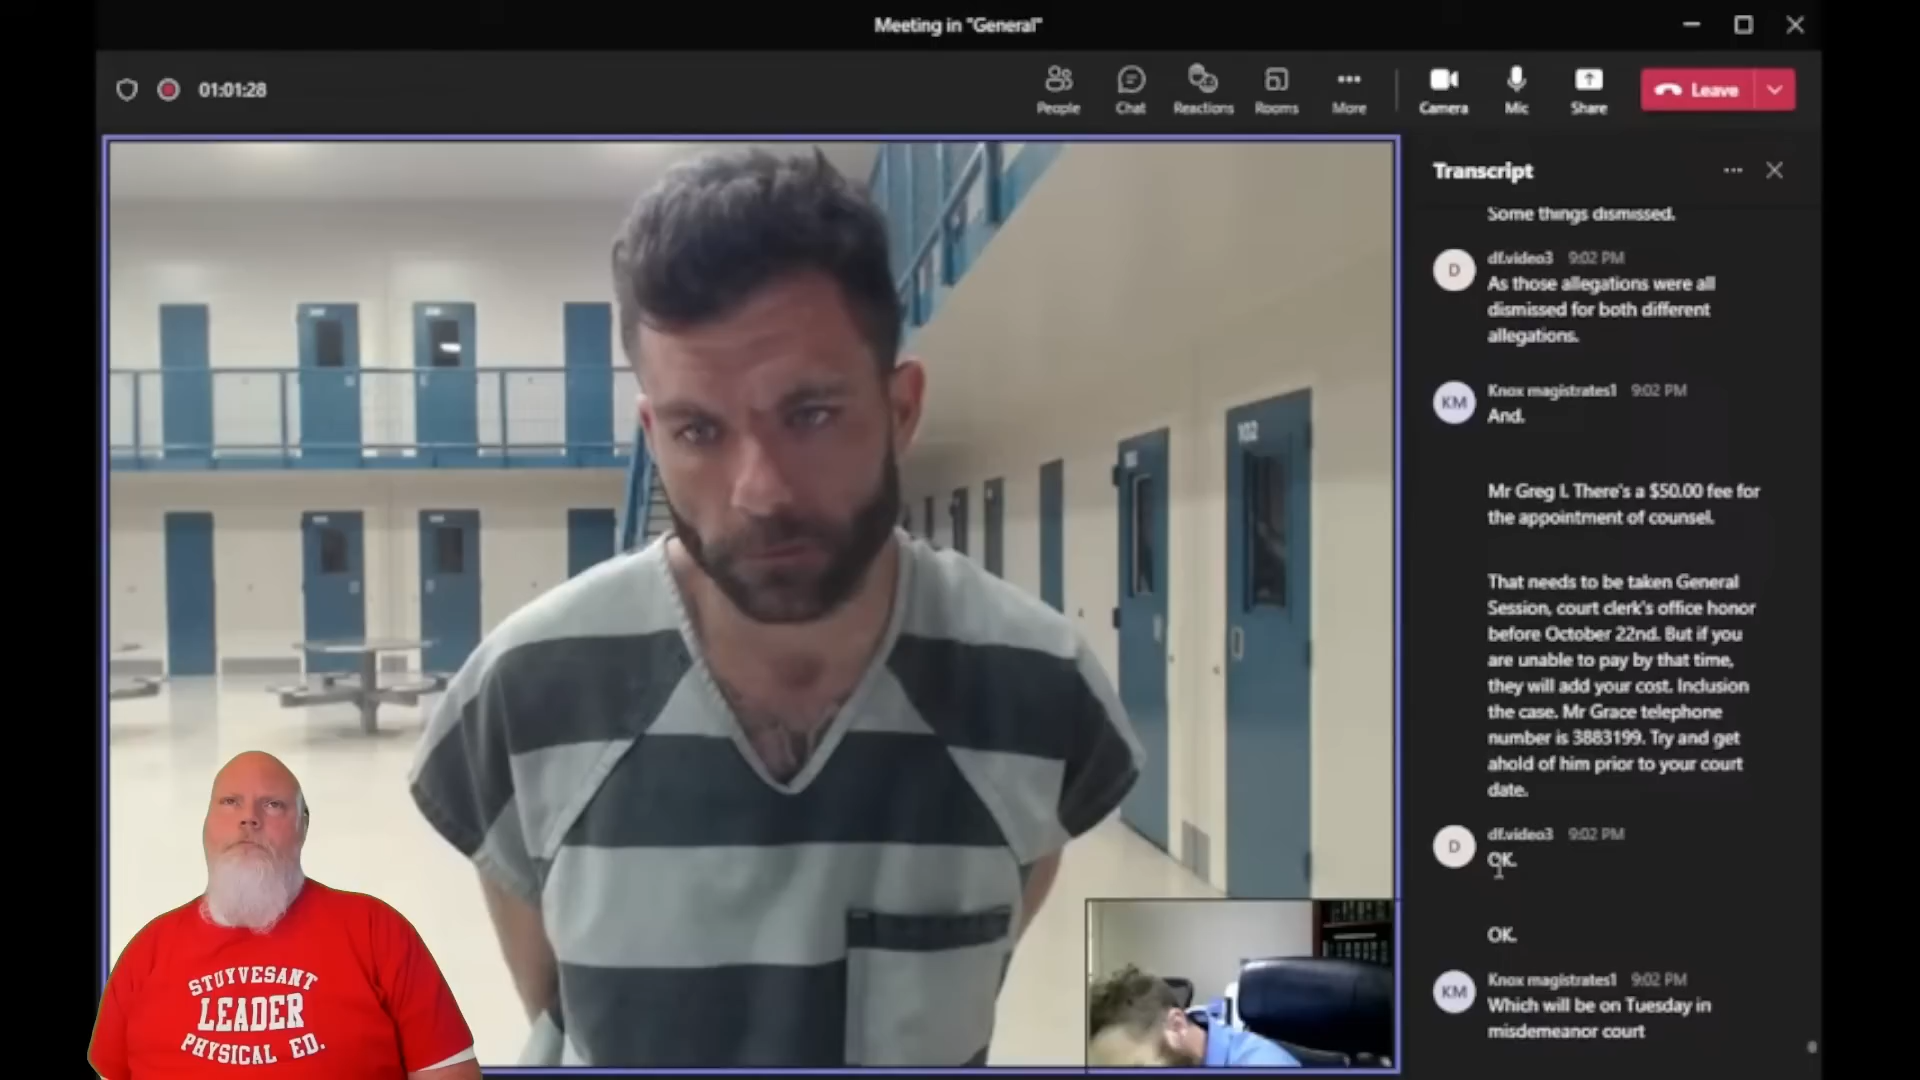 Meeting in "General"
01:01:28
People
Chat
Reactions
Rooms
More
Camera
Mic
Share
Leave
Transcript
Some things dismissed.
D
df.video3 9:02 PM
As those allegations were all
dismissed for both different
allegations.
KM
Knox magistrates1 9:02 PM
And.
Mr Greg I. There's a $50.00 fee for
the appointment of counsel.
That needs to be taken General
Session, court clerk's office honor
before October 22nd. But if you
are unable to pay by that time,
they will add your cost. Inclusion
the case. Mr Grace telephone
number is 3883199. Try and get
ahold of him prior to your court
date.
D
df.video3 9:02 PM
OK.
OK.
KM
Knox magistrates1 9:02 PM
Which will be on Tuesday in
misdemeanor court
102
STUYVESANT
LEADER
PHYSICAL ED.